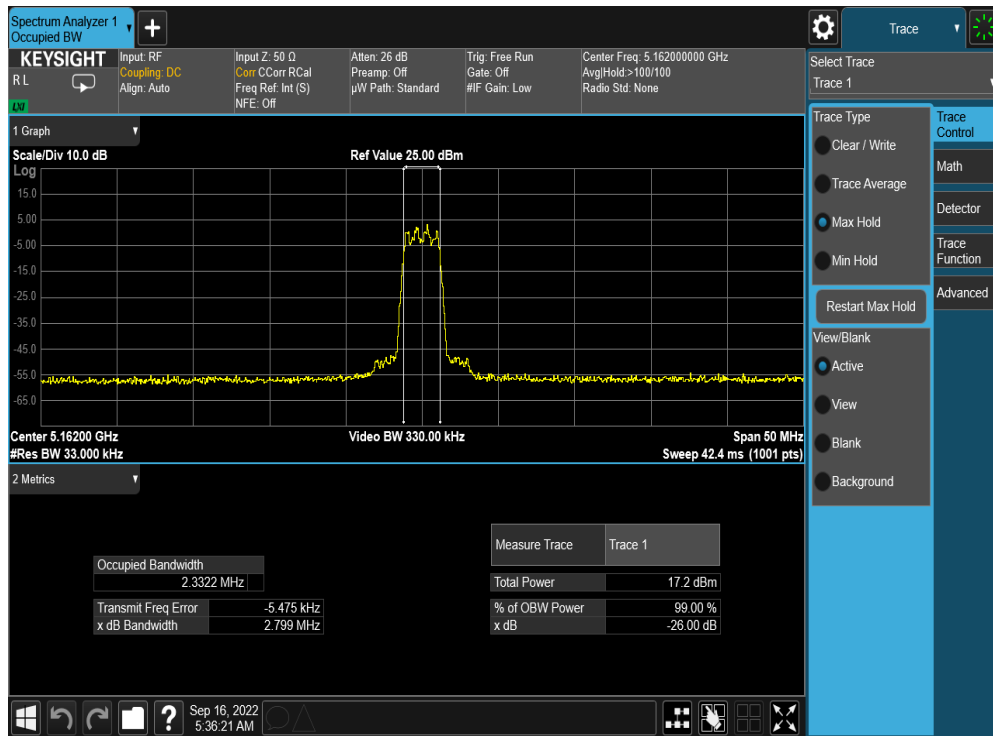 Spectrum Analyzer 1
Occupied BW
+
Trace
KEYSIGHT
R L
LXI
Input: RF
Coupling: DC
Align: Auto
Input Z: 50 Ω
Corr CCorr RCal
Freq Ref: Int (S)
NFE: Off
Atten: 26 dB
Preamp: Off
µW Path: Standard
Trig: Free Run
Gate: Off
#IF Gain: Low
Center Freq: 5.162000000 GHz
Avg|Hold:>100/100
Radio Std: None
Select Trace
Trace 1
1 Graph
Scale/Div 10.0 dB
Ref Value 25.00 dBm
Log
15.0
5.00
-5.00
-15.0
-25.0
-35.0
-45.0
-55.0
-65.0
Center 5.16200 GHz
#Res BW 33.000 kHz
Video BW 330.00 kHz
Span 50 MHz
Sweep 42.4 ms (1001 pts)
Trace Type
Clear / Write
Trace Average
Max Hold
Min Hold
Restart Max Hold
View/Blank
Active
View
Blank
Background
Trace
Control
Math
Detector
Trace
Function
Advanced
2 Metrics
Occupied Bandwidth
2.3322 MHz
Transmit Freq Error -5.475 kHz
x dB Bandwidth 2.799 MHz
Measure Trace Trace 1
Total Power 17.2 dBm
% of OBW Power 99.00 %
x dB -26.00 dB
?
Sep 16, 2022
5:36:21 AM